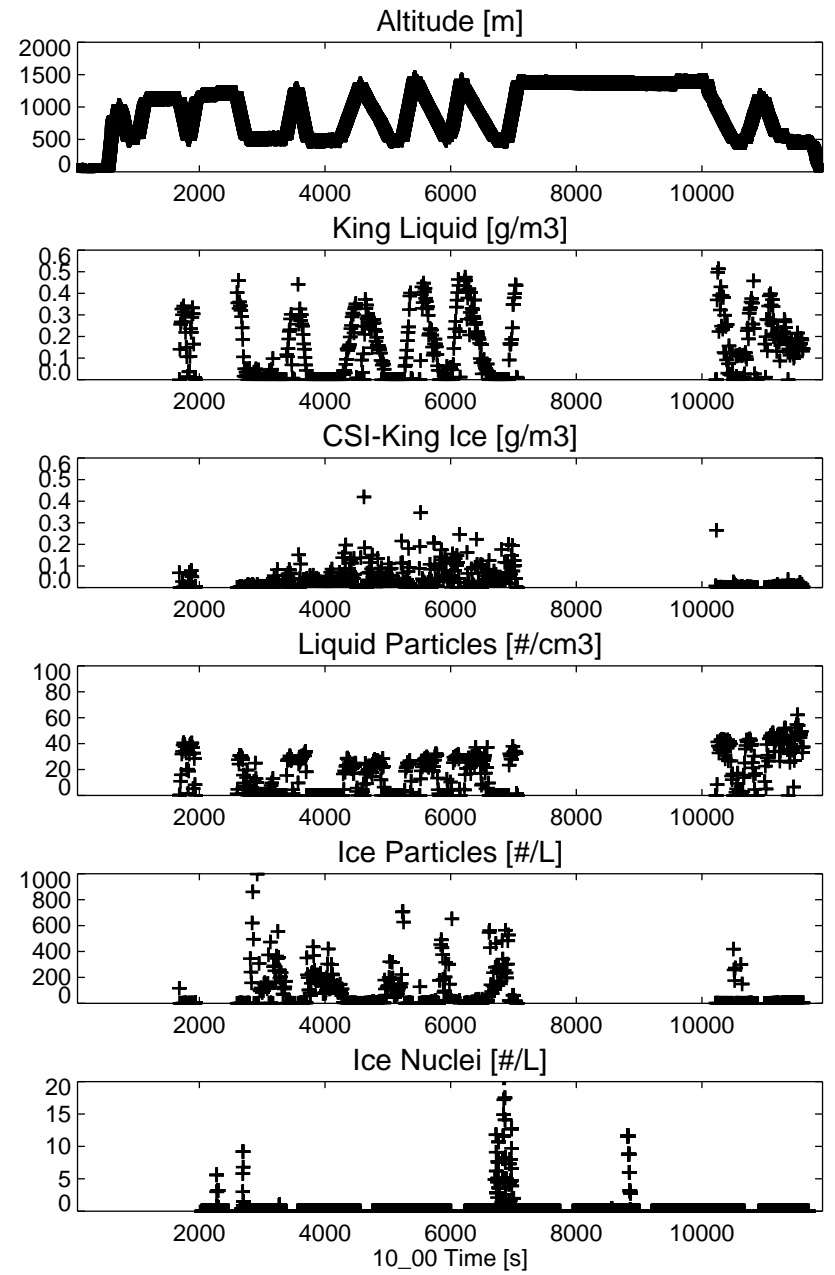 Altitude [m]
2000
1500
1000
500
0
2000 4000 6000 8000 10000
King Liquid [g/m3]
0.6
0.5
0.4
0.3
0.2
0.1
0.0
2000 4000 6000 8000 10000
CSI-King Ice [g/m3]
0.6
0.5
0.4
0.3
0.2
0.1
0.0
2000 4000 6000 8000 10000
Liquid Particles [#/cm3]
100
80
60
40
20
0
2000 4000 6000 8000 10000
Ice Particles [#/L]
1000
800
600
400
200
0
2000 4000 6000 8000 10000
Ice Nuclei [#/L]
20
15
10
5
0
2000 4000 6000 8000 10000
10_00 Time [s]